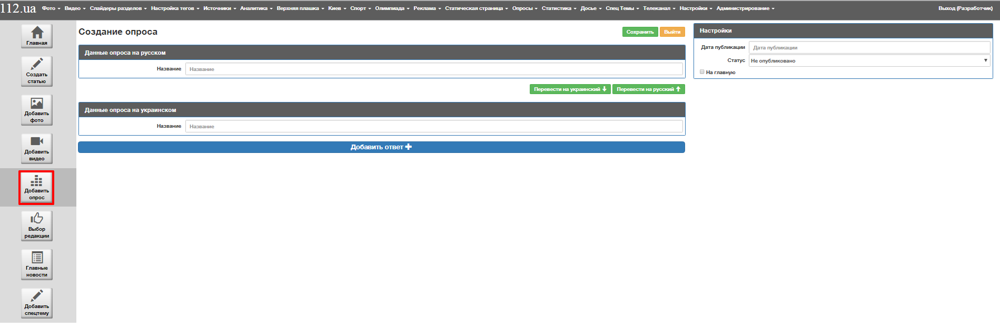 112.ua Фото Видео Слайдеры разделов Настройка тегов Источники Аналитика Верхняя плашка Киев Спорт Олимпиада Реклама Статическая страница Опросы Статистика Досье Спец Темы Телеканал Настройки Администрирование Выход (Разработчик)
Главная
Создать
статью
Добавить
фото
Добавить
видео
Добавить
опрос
Выбор
редакции
Главные
новости
Добавить
спецтему
Создание опроса Сохранить Выйти
Данные опроса на русском
Название Название
Перевести на украинский Перевести на русский
Данные опроса на украинском
Название Название
Добавить ответ
Настройки
Дата публикации Дата публикации
Статус Не опубликовано
На главную